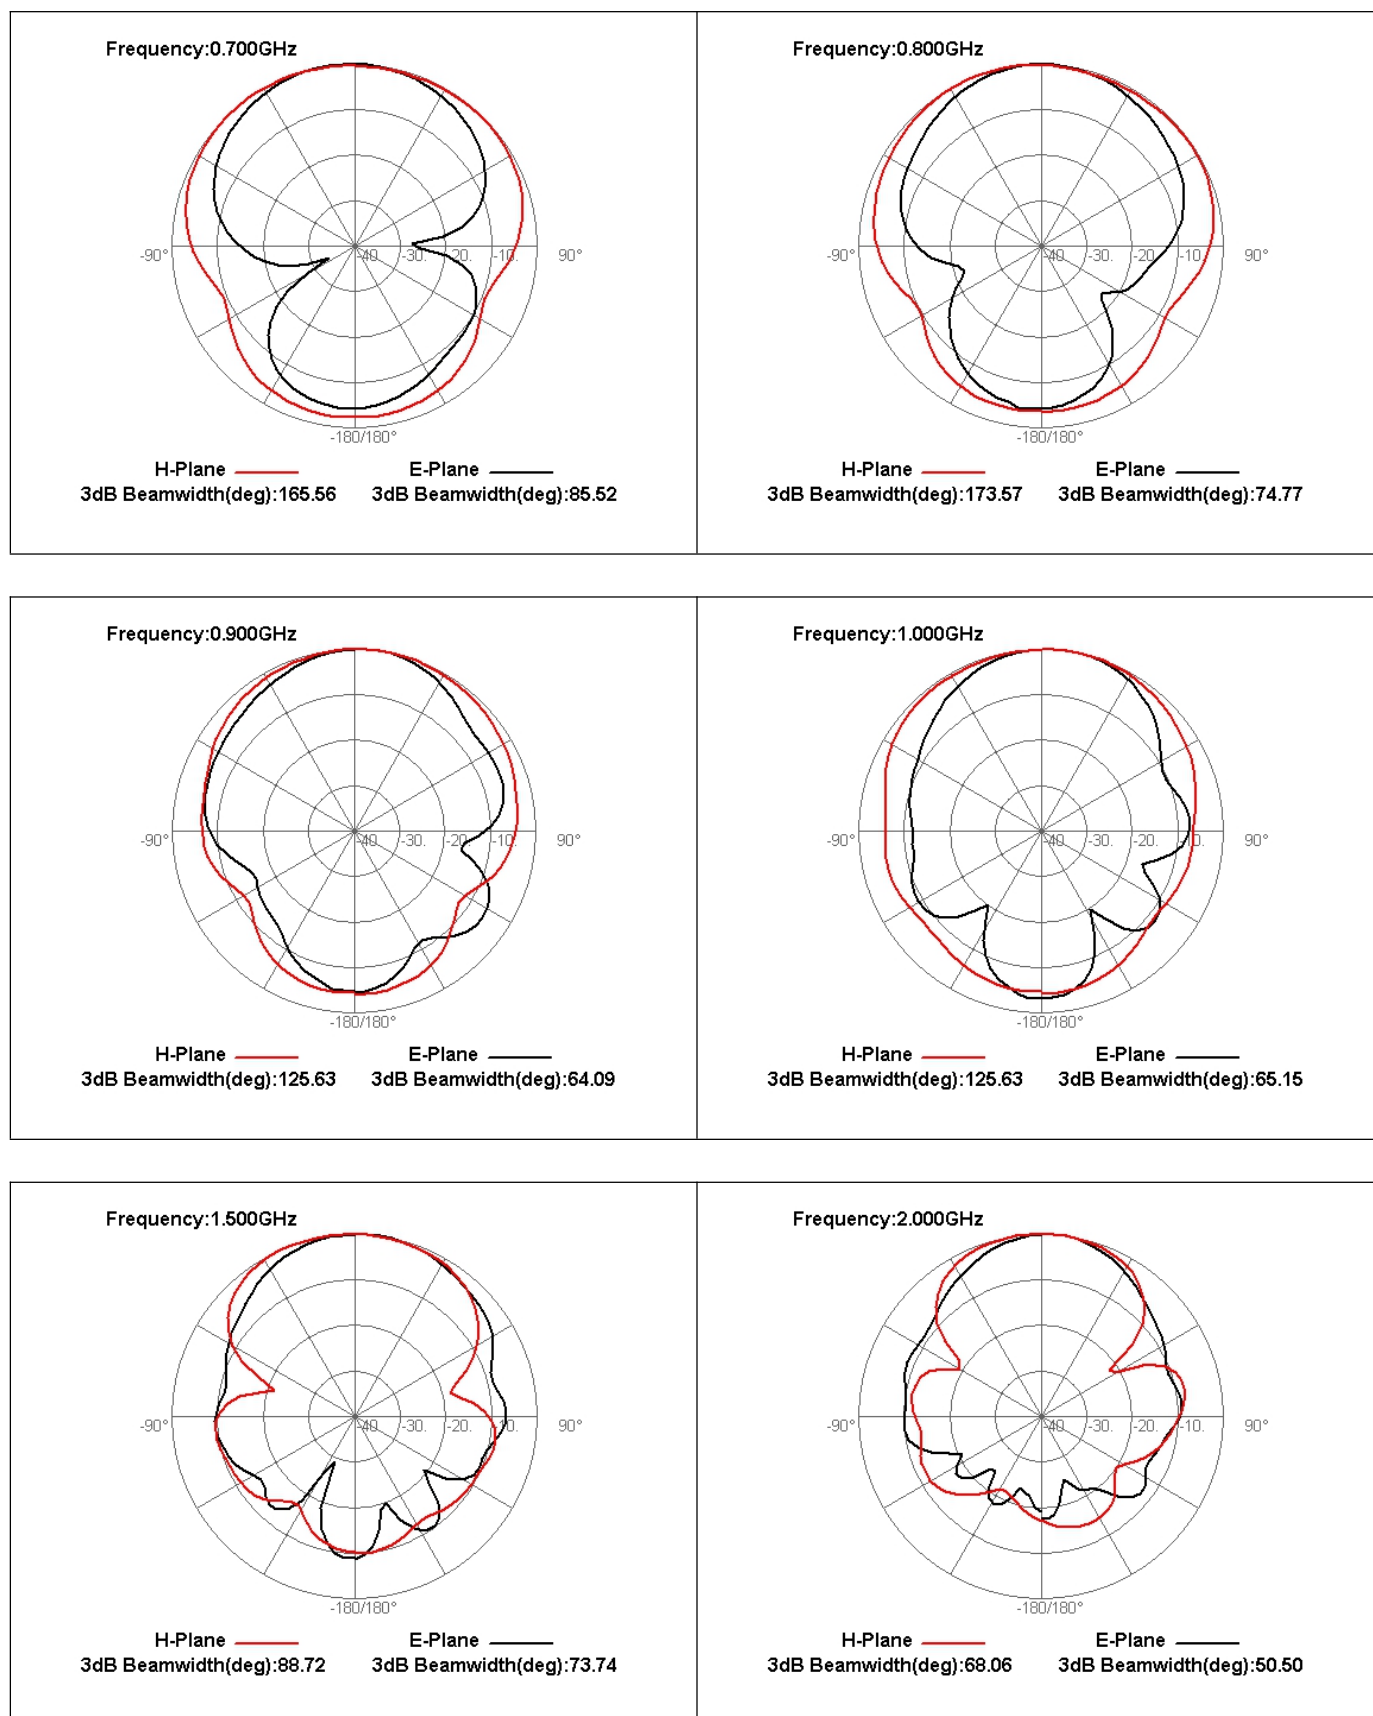 Frequency:0.700GHz
-90° -40 -30. -20. -10. 90°
-180/180°
H-Plane E-Plane
3dB Beamwidth(deg):165.56 3dB Beamwidth(deg):85.52
Frequency:0.800GHz
-90° -40 -30. -20. -10. 90°
-180/180°
H-Plane E-Plane
3dB Beamwidth(deg):173.57 3dB Beamwidth(deg):74.77
Frequency:0.900GHz
-90° -40 -30. -20. -10. 90°
-180/180°
H-Plane E-Plane
3dB Beamwidth(deg):125.63 3dB Beamwidth(deg):64.09
Frequency:1.000GHz
-90° -40 -30. -20. -10. 90°
-180/180°
H-Plane E-Plane
3dB Beamwidth(deg):125.63 3dB Beamwidth(deg):65.15
Frequency:1.500GHz
-90° -40 -30. -20. -10. 90°
-180/180°
H-Plane E-Plane
3dB Beamwidth(deg):88.72 3dB Beamwidth(deg):73.74
Frequency:2.000GHz
-90° -40 -30. -20. -10. 90°
-180/180°
H-Plane E-Plane
3dB Beamwidth(deg):68.06 3dB Beamwidth(deg):50.50